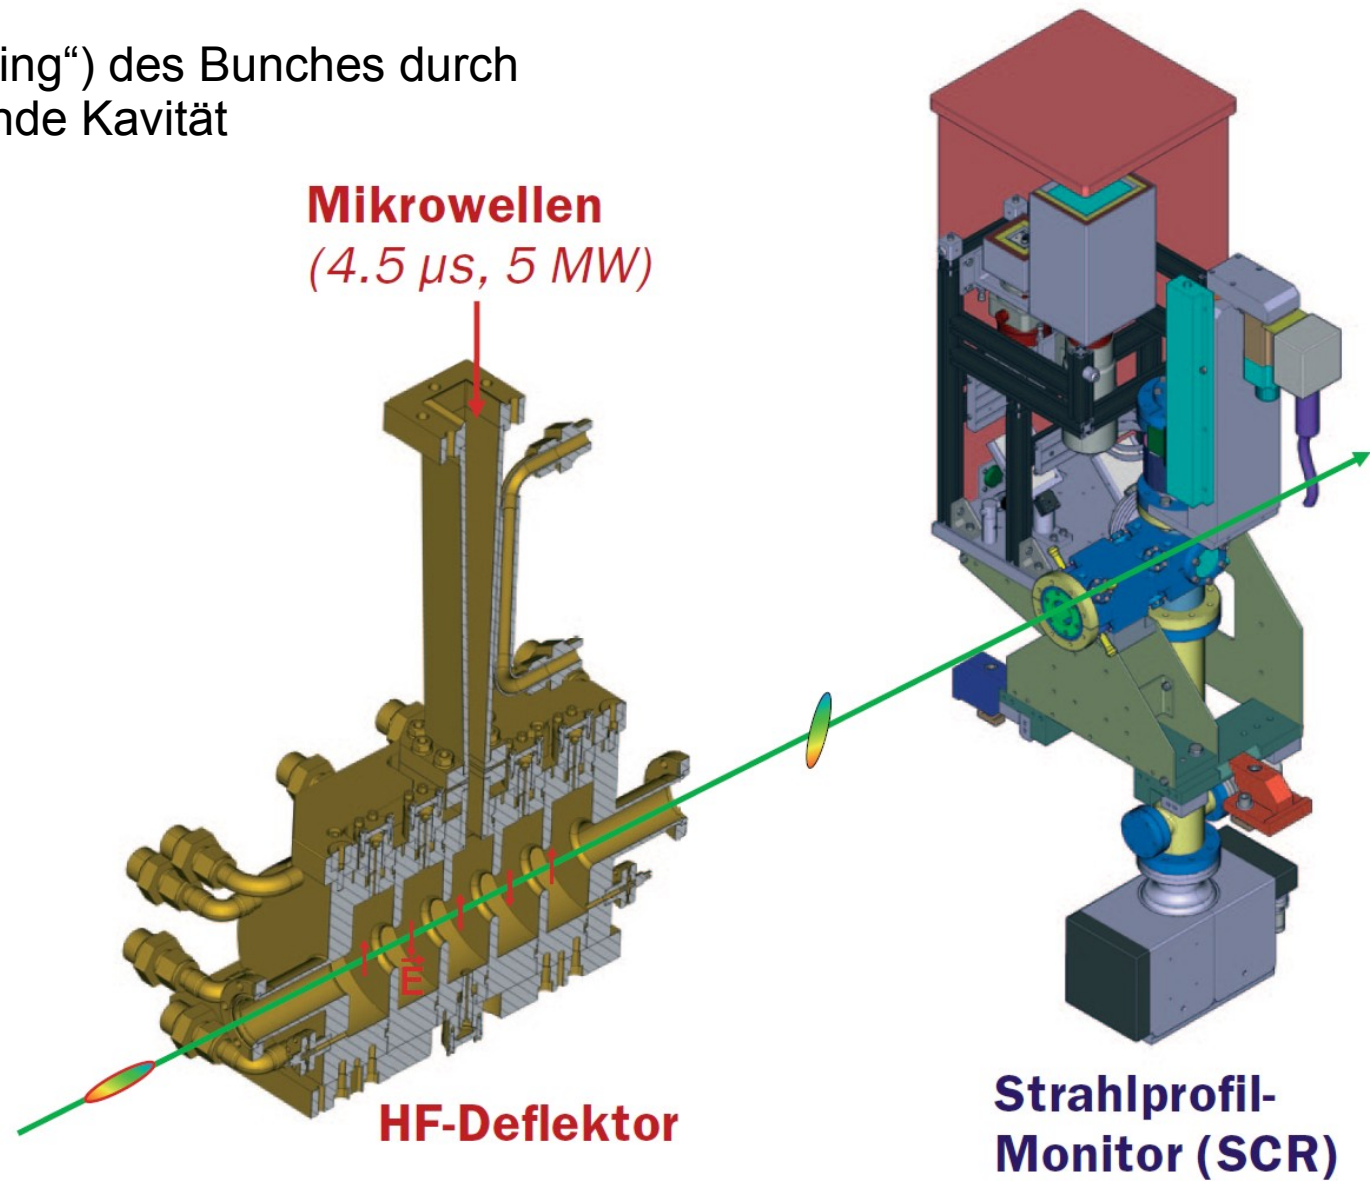 ing“) des Bunches durch
nde Kavität
Mikrowellen
(4.5 µs, 5 MW)
E
HF-Deflektor
Strahlprofil-
Monitor (SCR)